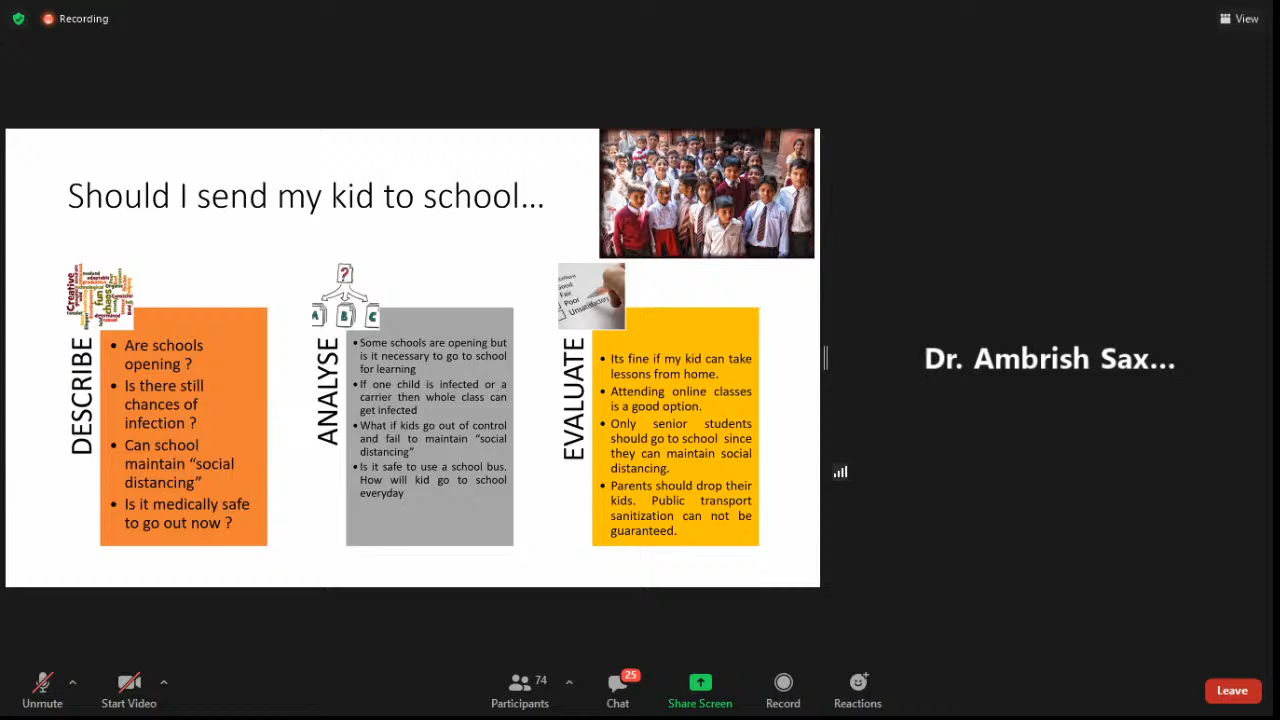 Recording
View
Should I send my kid to school...
Creative
fun
chaos
?
A B C
Fair
Poor
Unsatisfactory
DESCRIBE
• Are schools
opening ?
• Is there still
chances of
infection ?
• Can school
maintain “social
distancing”
• Is it medically safe
to go out now ?
ANALYSE
• Some schools are opening but
is it necessary to go to school
for learning
• If one child is infected or a
carrier then whole class can
get infected
• What if kids go out of control
and fail to maintain “social
distancing”
• Is it safe to use a school bus.
How will kid go to school
everyday
EVALUATE
• Its fine if my kid can take
lessons from home.
• Attending online classes
is a good option.
• Only senior students
should go to school since
they can maintain social
distancing.
• Parents should drop their
kids. Public transport
sanitization can not be
guaranteed.
Dr. Ambrish Sax...
Unmute
Start Video
74
Participants
25
Chat
Share Screen
Record
Reactions
Leave